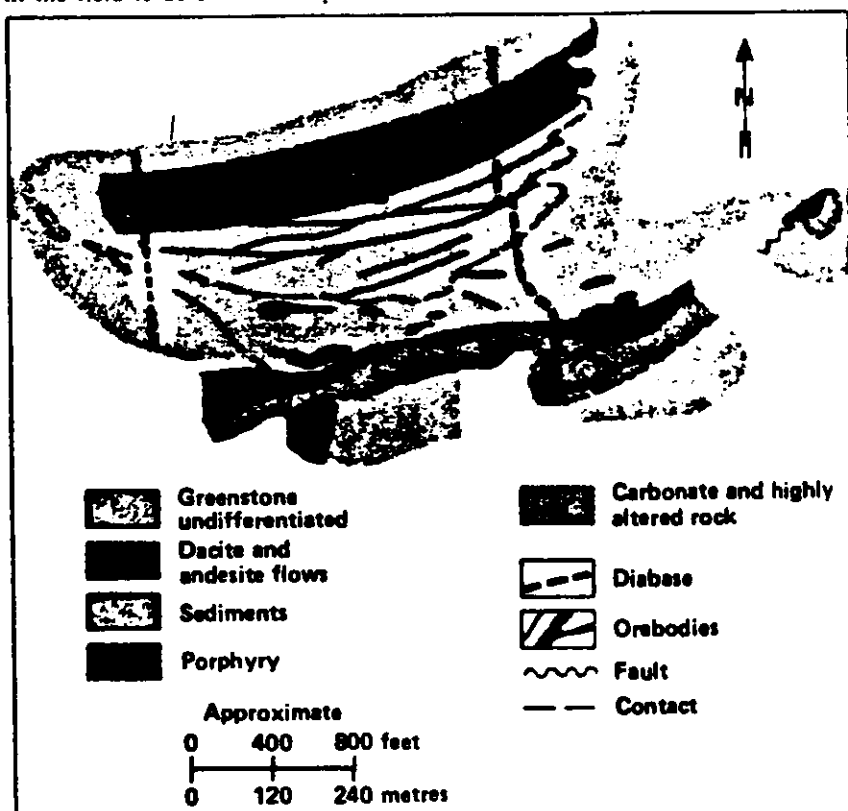 N
Greenstone
undifferentiated
Dacite and
andesite flows
Sediments
Porphyry
Carbonate and highly
altered rock
Diabase
Orebodies
Fault
Contact
Approximate
0 400 800 feet
0 120 240 metres